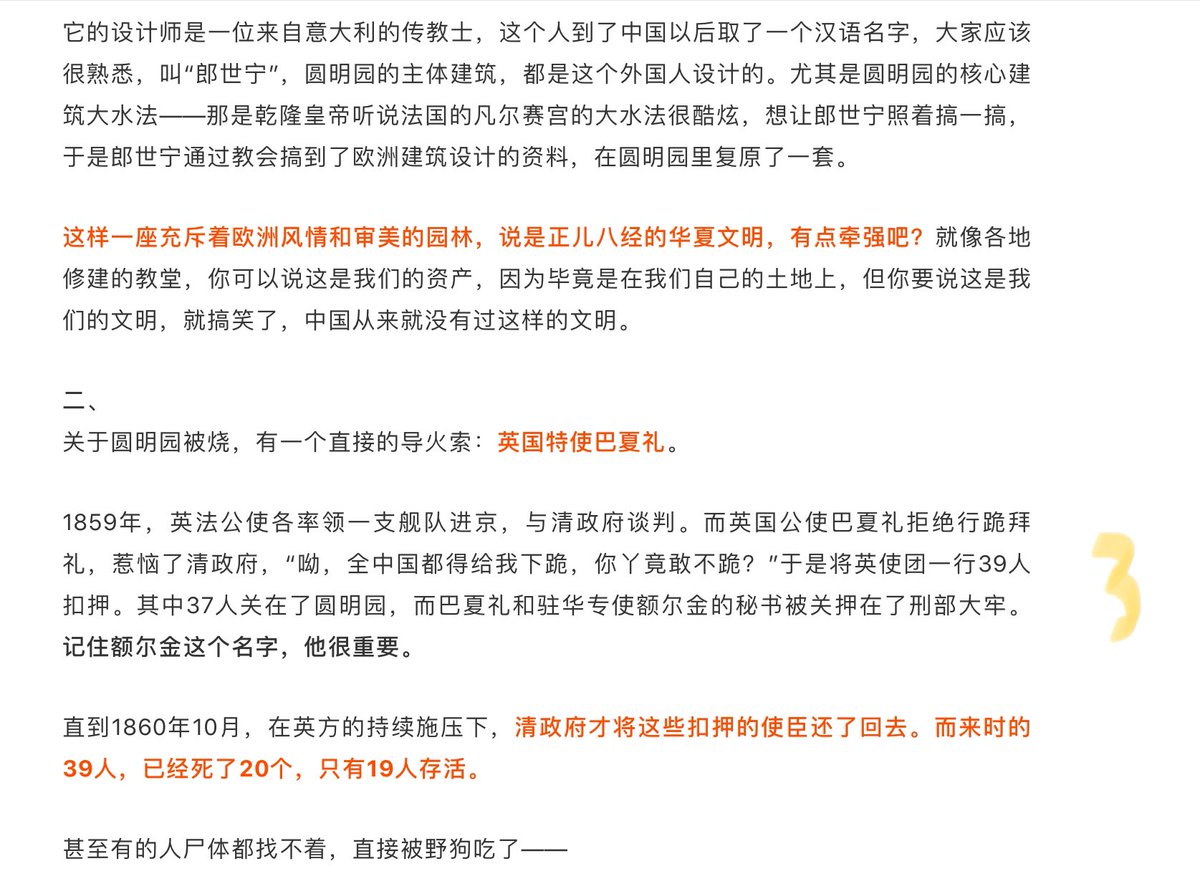 它的设计师是一位来自意大利的传教士，这个人到了中国以后取了一个汉语名字，大家应该
很熟悉，叫“郎世宁”，圆明园的主体建筑，都是这个外国人设计的。尤其是圆明园的核心建
筑大水法——那是乾隆皇帝听说法国的凡尔赛宫的大水法很酷炫，想让郎世宁照着搞一搞，
于是郎世宁通过教会搞到了欧洲建筑设计的资料，在圆明园里复原了一套。
这样一座充斥着欧洲风情和审美的园林，说是正儿八经的华夏文明，有点牵强吧？就像各地
修建的教堂，你可以说这是我们的资产，因为毕竟是在我们自己的土地上，但你要说这是我
们的文明，就搞笑了，中国从来就没有过这样的文明。
二、
关于圆明园被烧，有一个直接的导火索：英国特使巴夏礼。
1859年，英法公使各率领一支舰队进京，与清政府谈判。而英国公使巴夏礼拒绝行跪拜
礼，惹恼了清政府，“呦，全中国都得给我下跪，你丫竟敢不跪？”于是将英使团一行39人
扣押。其中37人关在了圆明园，而巴夏礼和驻华专使额尔金的秘书被关押在了刑部大牢。
记住额尔金这个名字，他很重要。
直到1860年10月，在英方的持续施压下，清政府才将这些扣押的使臣还了回去。而来时的
39人，已经死了20个，只有19人存活。
甚至有的人尸体都找不着，直接被野狗吃了——
3